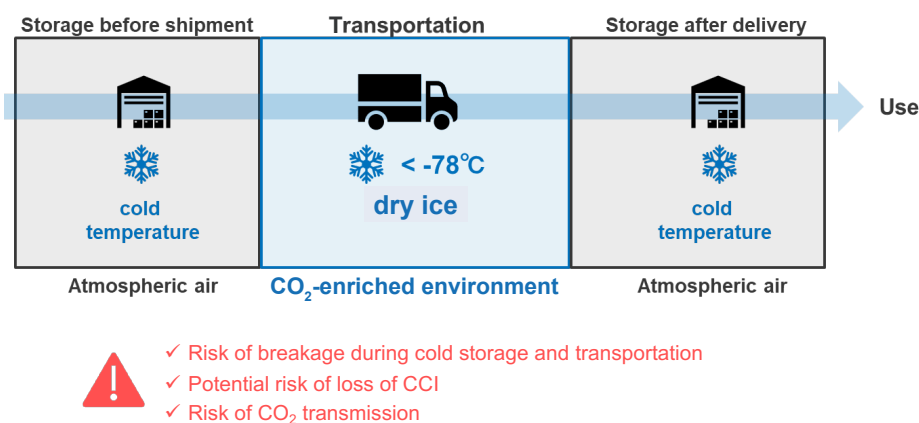 Storage before shipment
Transportation
Storage after delivery
Use
< -78℃
dry ice
cold
temperature
cold
temperature
Atmospheric air
CO₂-enriched environment
Atmospheric air
✓ Risk of breakage during cold storage and transportation
✓ Potential risk of loss of CCI
✓ Risk of CO₂ transmission